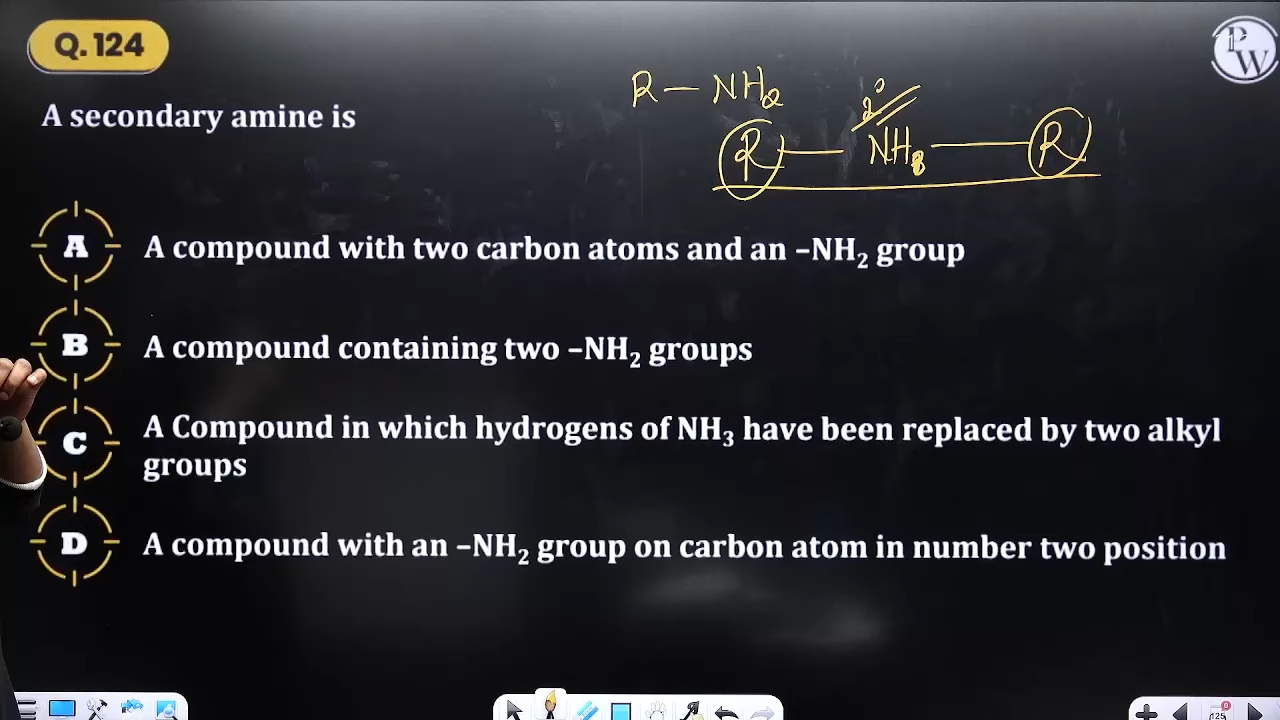 Q. 124
PW
R — NH2
A secondary amine is
2°
R — NH — R
A A compound with two carbon atoms and an –NH₂ group
B A compound containing two –NH₂ groups
C A Compound in which hydrogens of NH₃ have been replaced by two alkyl
groups
D A compound with an –NH₂ group on carbon atom in number two position